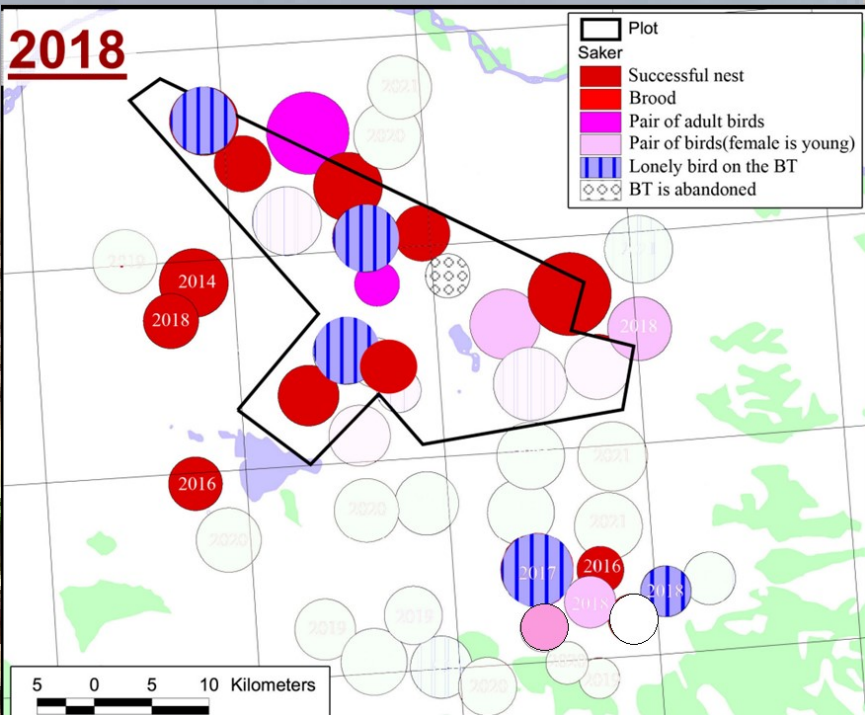 2018
Plot
Saker
Successful nest
Brood
Pair of adult birds
Pair of birds(female is young)
Lonely bird on the BT
BT is abandoned
2021
2020
2019
2014
2018
2018
2016
2021
2020
2021
2020
2017
2016
2018
2018
2019
2019
2020
2019
5 0 5 10 Kilometers